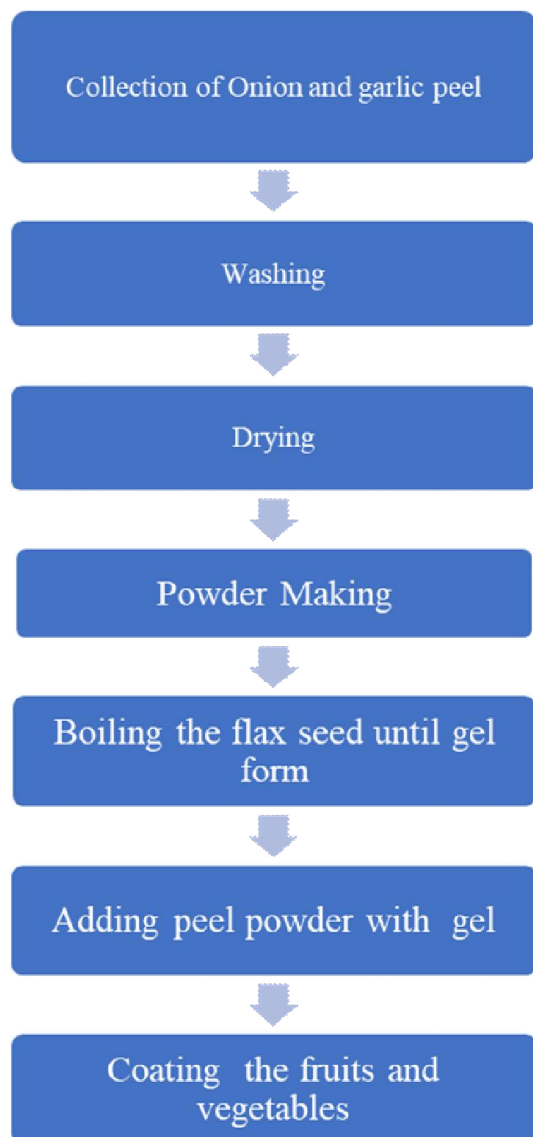 Collection of Onion and garlic peel
Washing
Drying
Powder Making
Boiling the flax seed until gel
form
Adding peel powder with gel
Coating the fruits and
vegetables